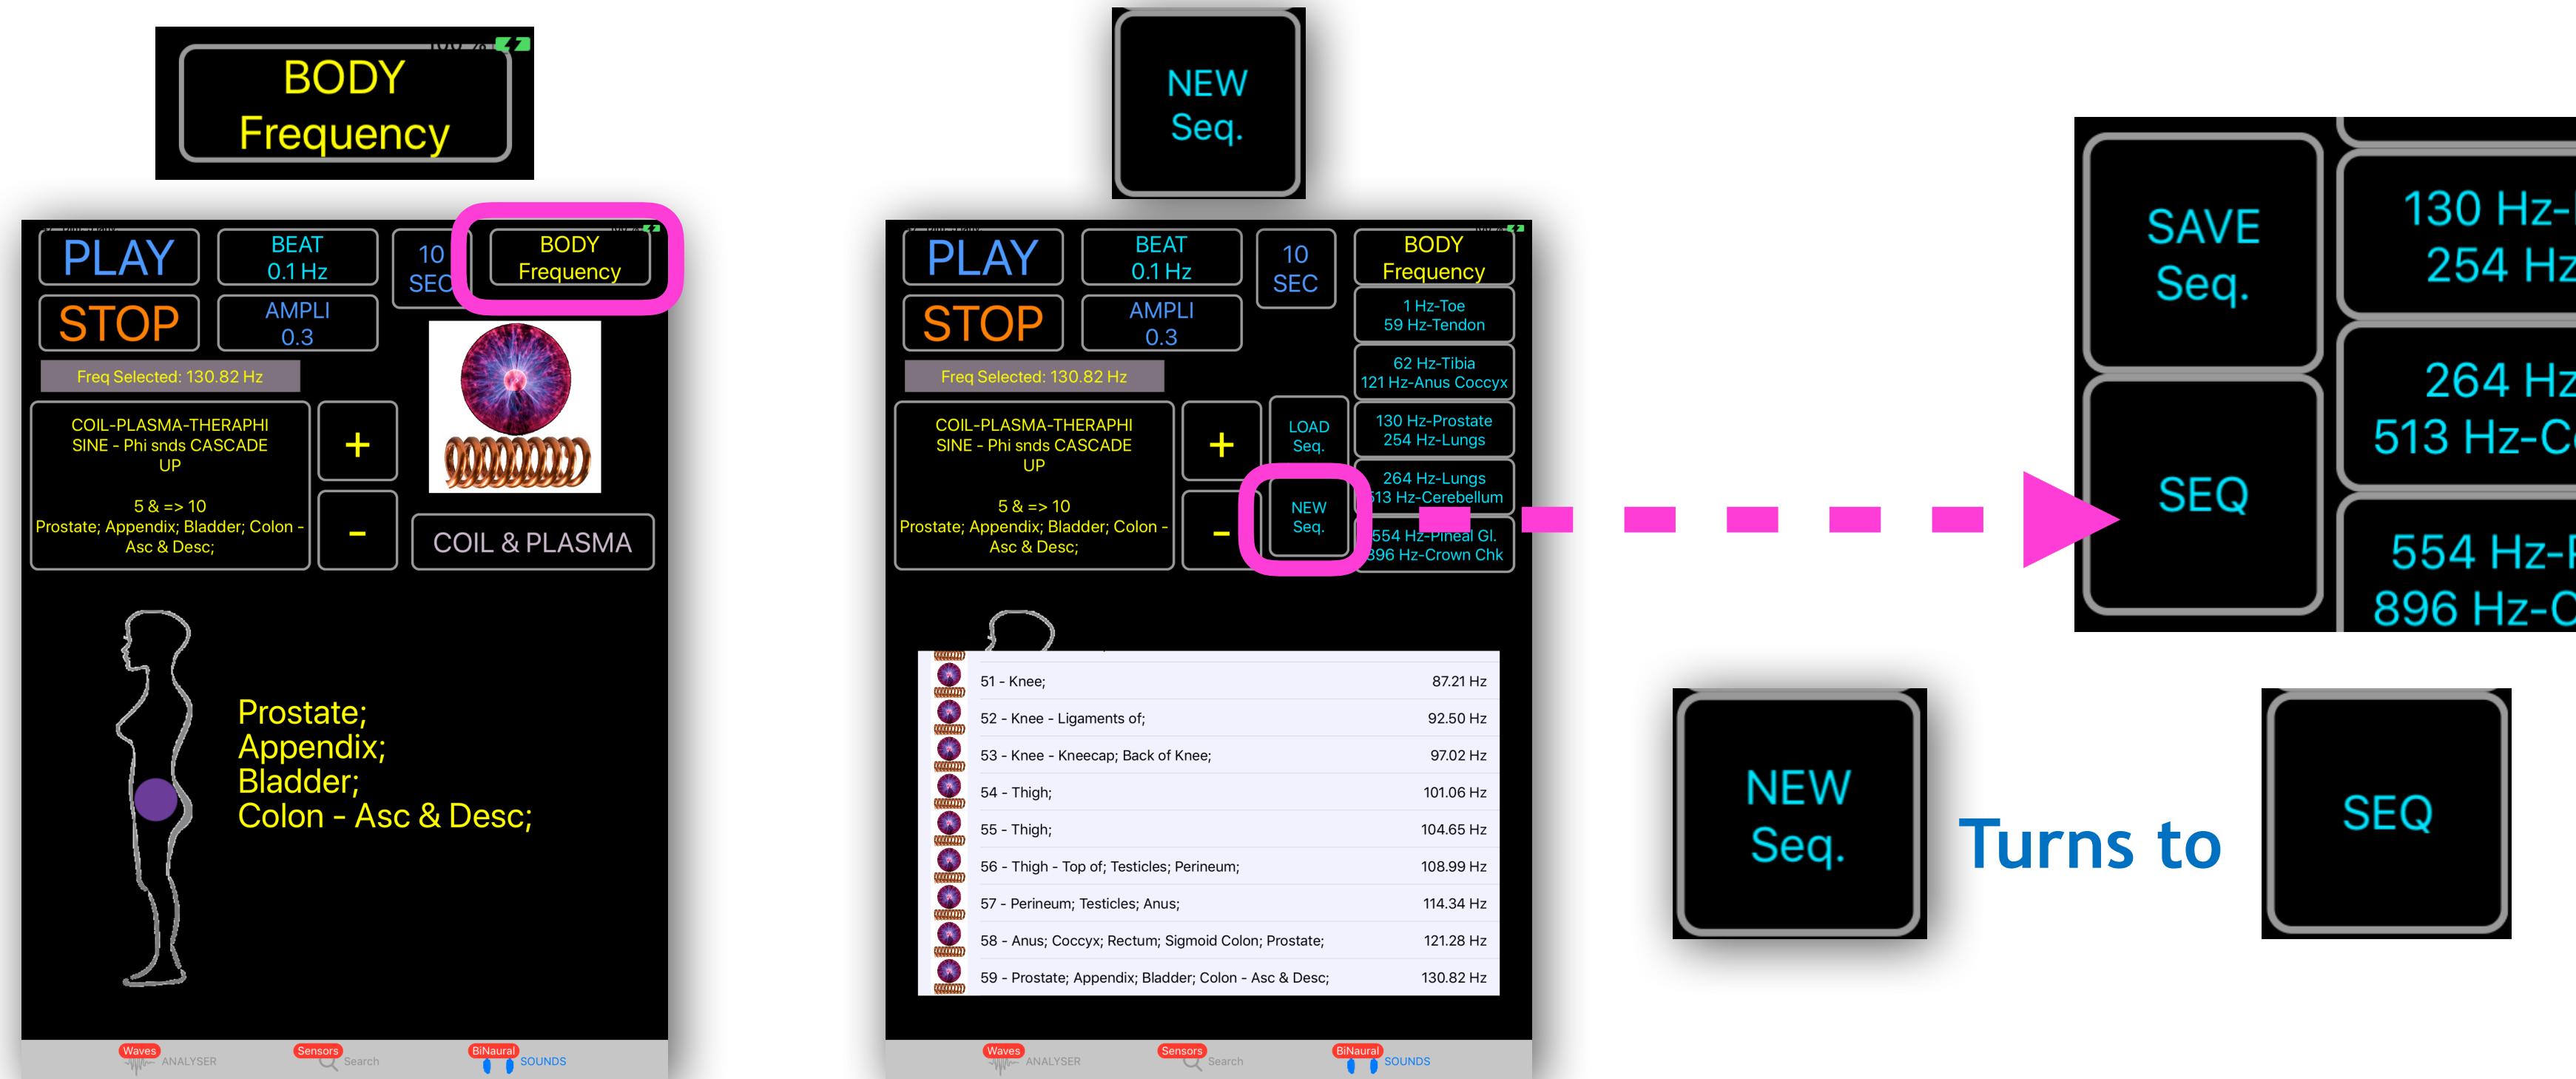 BODY
Frequency
PLAY
BEAT
0.1 Hz
10
SEC
BODY
Frequency
STOP
AMPLI
0.3
Freq Selected: 130.82 Hz
COIL-PLASMA-THERAPHI
SINE - Phi snds CASCADE
UP
5 & => 10
Prostate; Appendix; Bladder; Colon -
Asc & Desc;
+
-
COIL & PLASMA
Prostate;
Appendix;
Bladder;
Colon - Asc & Desc;
Waves
ANALYSER
Sensors
Search
BiNaural
SOUNDS
NEW
Seq.
PLAY
BEAT
0.1 Hz
10
SEC
BODY
Frequency
STOP
AMPLI
0.3
1 Hz-Toe
59 Hz-Tendon
62 Hz-Tibia
121 Hz-Anus Coccyx
130 Hz-Prostate
254 Hz-Lungs
264 Hz-Lungs
513 Hz-Cerebellum
554 Hz-Pineal Gl.
896 Hz-Crown Chk
Freq Selected: 130.82 Hz
COIL-PLASMA-THERAPHI
SINE - Phi snds CASCADE
UP
5 & => 10
Prostate; Appendix; Bladder; Colon -
Asc & Desc;
+
-
LOAD
Seq.
NEW
Seq.
51 - Knee; 87.21 Hz
52 - Knee - Ligaments of; 92.50 Hz
53 - Knee - Kneecap; Back of Knee; 97.02 Hz
54 - Thigh; 101.06 Hz
55 - Thigh; 104.65 Hz
56 - Thigh - Top of; Testicles; Perineum; 108.99 Hz
57 - Perineum; Testicles; Anus; 114.34 Hz
58 - Anus; Coccyx; Rectum; Sigmoid Colon; Prostate; 121.28 Hz
59 - Prostate; Appendix; Bladder; Colon - Asc & Desc; 130.82 Hz
Waves
ANALYSER
Sensors
Search
BiNaural
SOUNDS
SAVE
Seq.
SEQ
130 Hz-
254 Hz
264 Hz
513 Hz-C
554 Hz-
896 Hz-C
NEW
Seq.
Turns to
SEQ